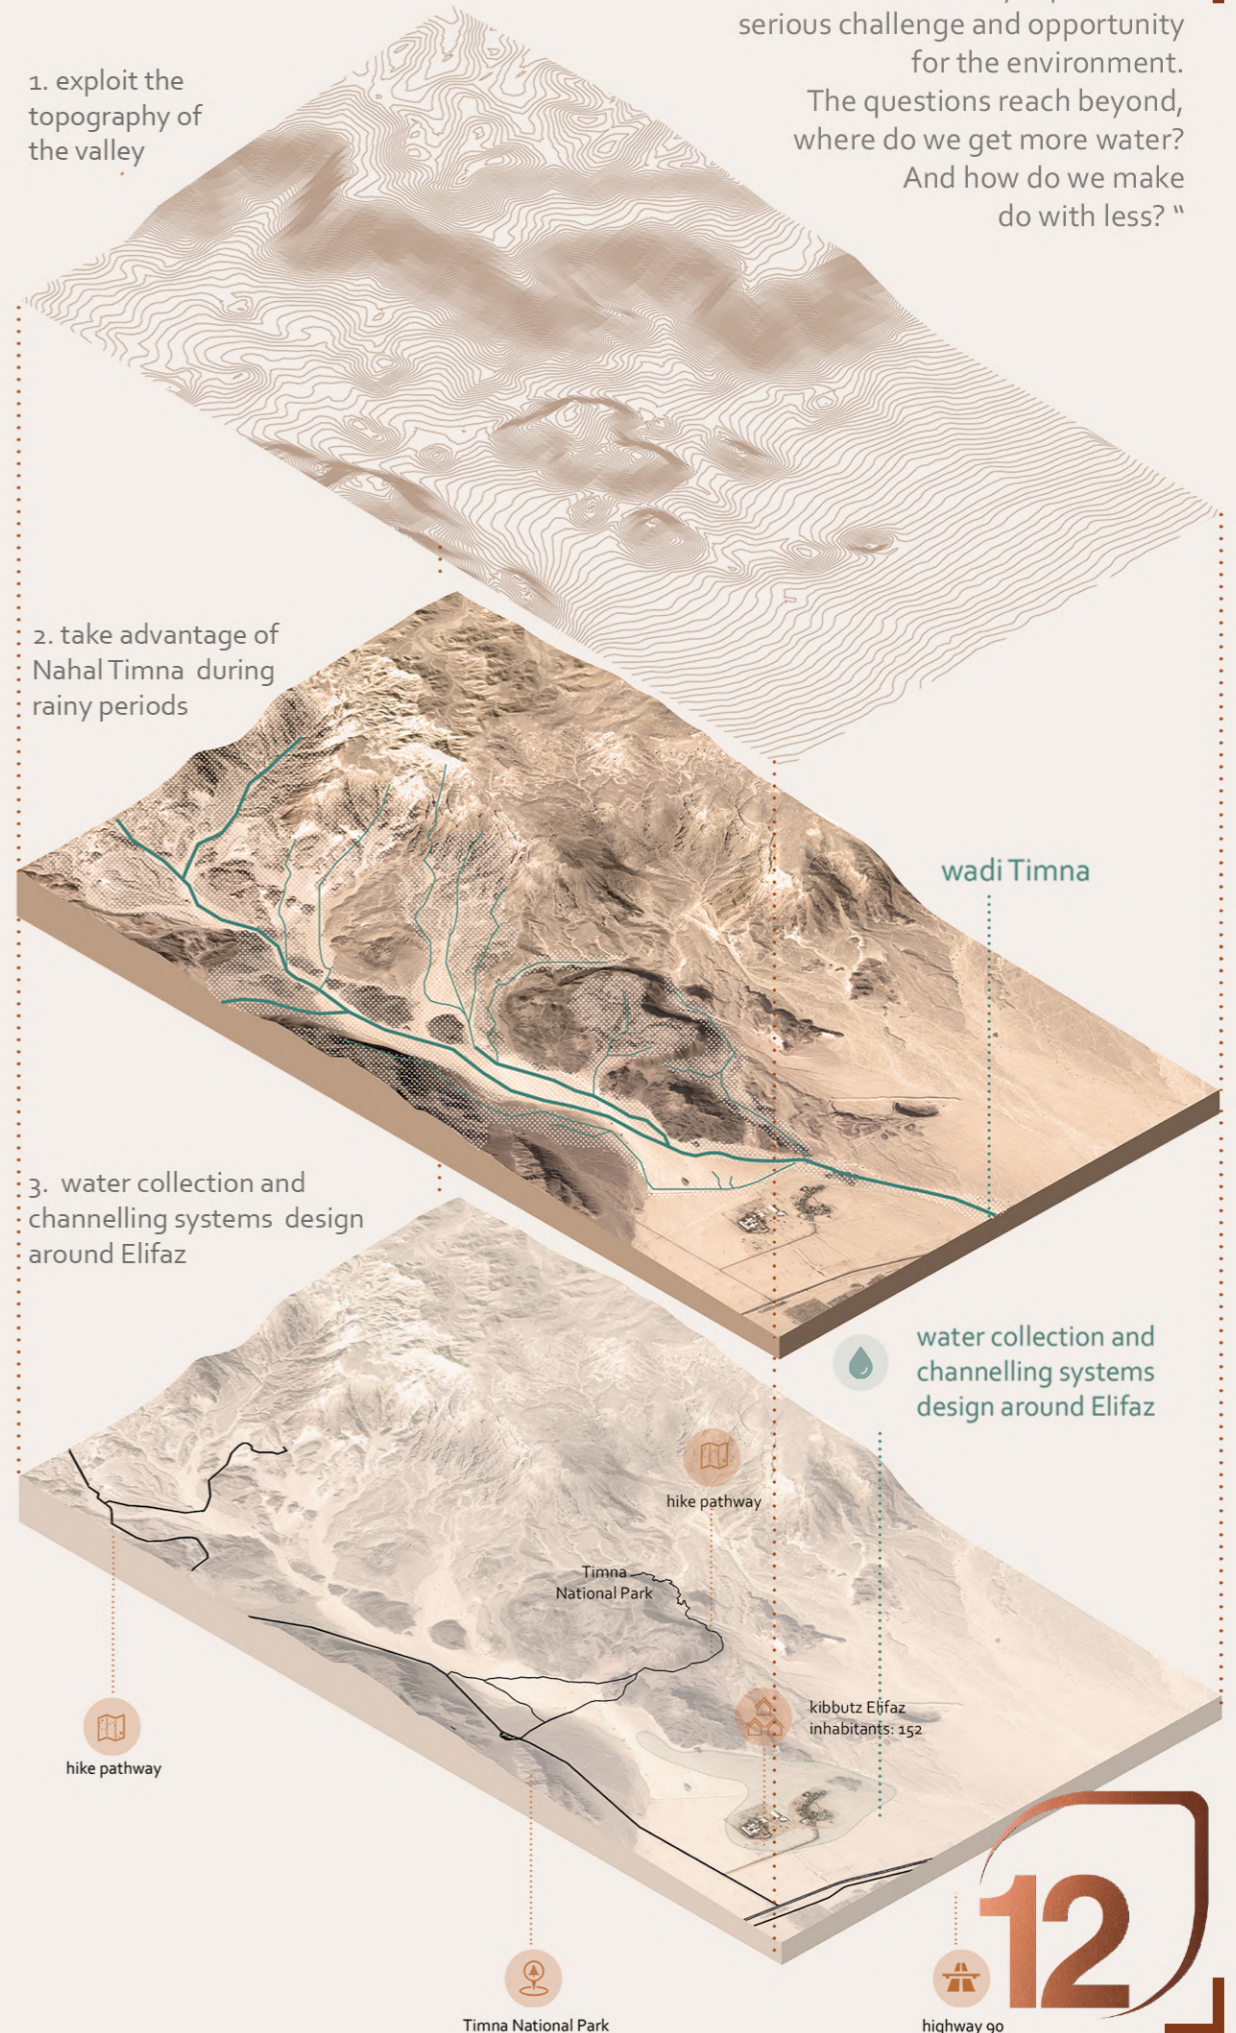 serious challenge and opportunity
for the environment.
The questions reach beyond,
where do we get more water?
And how do we make
do with less? “
1. exploit the
topography of
the valley
2. take advantage of
Nahal Timna during
rainy periods
wadi Timna
3. water collection and
channelling systems design
around Elifaz
water collection and
channelling systems
design around Elifaz
hike pathway
Timna
National Park
kibbutz Elifaz
inhabitants: 152
hike pathway
12
Timna National Park
highway 90